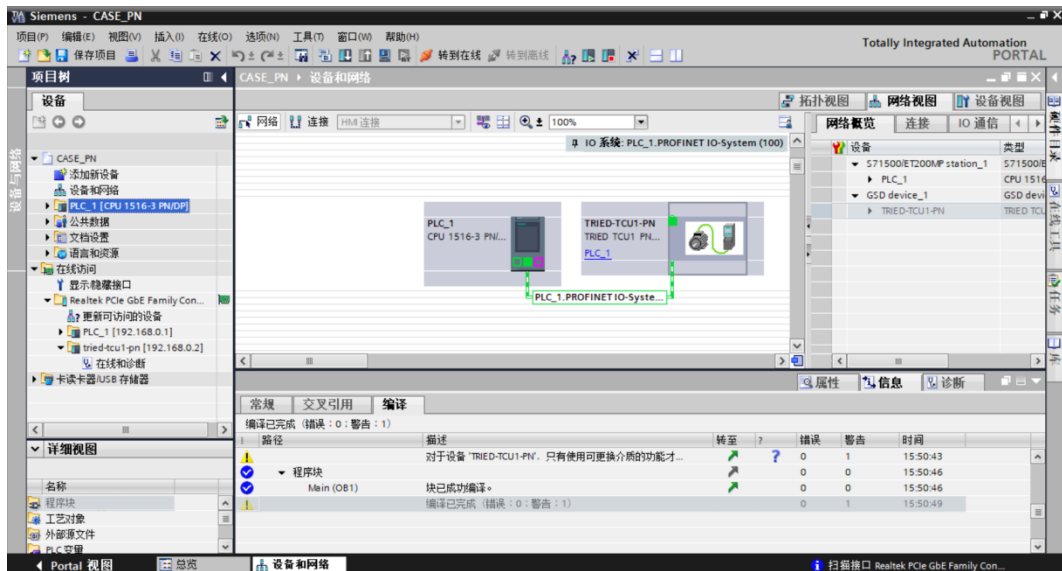 Siemens - CASE_PN
项目(P) 编辑(E) 视图(V) 插入(I) 在线(O) 选项(N) 工具(T) 窗口(W) 帮助(H)
Totally Integrated Automation
PORTAL
保存项目 转到在线 转到离线
项目树
CASE_PN 设备和网络
设备
拓扑视图 网络视图 设备视图
网络 连接 HMI 连接 100%
网络概览 连接 IO 通信
IO 系统: PLC_1.PROFINET IO-System (100)
设备 类型
S71500/ET200MP station_1 S71500/E
PLC_1 CPU 1516
GSD device_1 GSD devi
TRIED-TCU1-PN TRIED TCU
CASE_PN
添加新设备
设备和网络
PLC_1 [CPU 1516-3 PN/DP]
公共数据
文档设置
语言和资源
在线访问
显示/隐藏接口
Realtek PCIe GbE Family Con...
更新可访问的设备
PLC_1 [192.168.0.1]
tried-tcu1-pn [192.168.0.2]
在线和诊断
读卡器/USB 存储器
PLC_1
CPU 1516-3 PN/...
TRIED-TCU1-PN
TRIED TCU1 PN...
PLC_1
PLC_1.PROFINET IO-Syste...
设备与网络
硬件目录
在线工具
任务
库
属性 信息 诊断
常规 交叉引用 编译
编译已完成（错误：0；警告：1）
! 路径 描述 转至 ? 错误 警告 时间
对于设备 'TRIED-TCU1-PN'，只有使用可更换介质的功能才... ? 0 1 15:50:43
程序块 0 0 15:50:46
Main (OB1) 块已成功编译。 0 0 15:50:46
编译已完成（错误：0；警告：1） 0 1 15:50:49
详细视图
名称
程序块
工艺对象
外部源文件
PLC 变量
Portal 视图 总览 设备和网络
扫描接口 Realtek PCIe GbE Family Con...